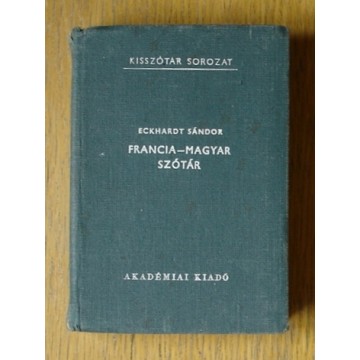 KISSZÓTÁR SOROZAT
ECKHARDT SÁNDOR
FRANCIA–MAGYAR
SZÓTÁR
AKADÉMIAI KIADÓ